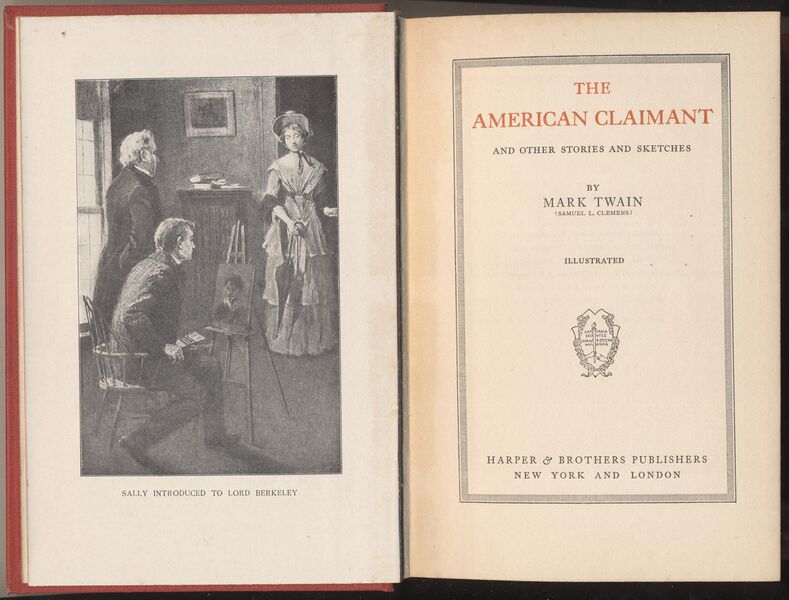 SALLY INTRODUCED TO LORD BERKELEY
THE
AMERICAN CLAIMANT
AND OTHER STORIES AND SKETCHES
BY
MARK TWAIN
(SAMUEL L. CLEMENS)
ILLUSTRATED
HARPER & BROTHERS PUBLISHERS
NEW YORK AND LONDON